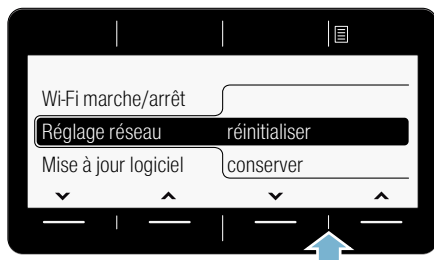 Wi-Fi marche/arrêt
Réglage réseau réinitialiser
Mise à jour logiciel conserver